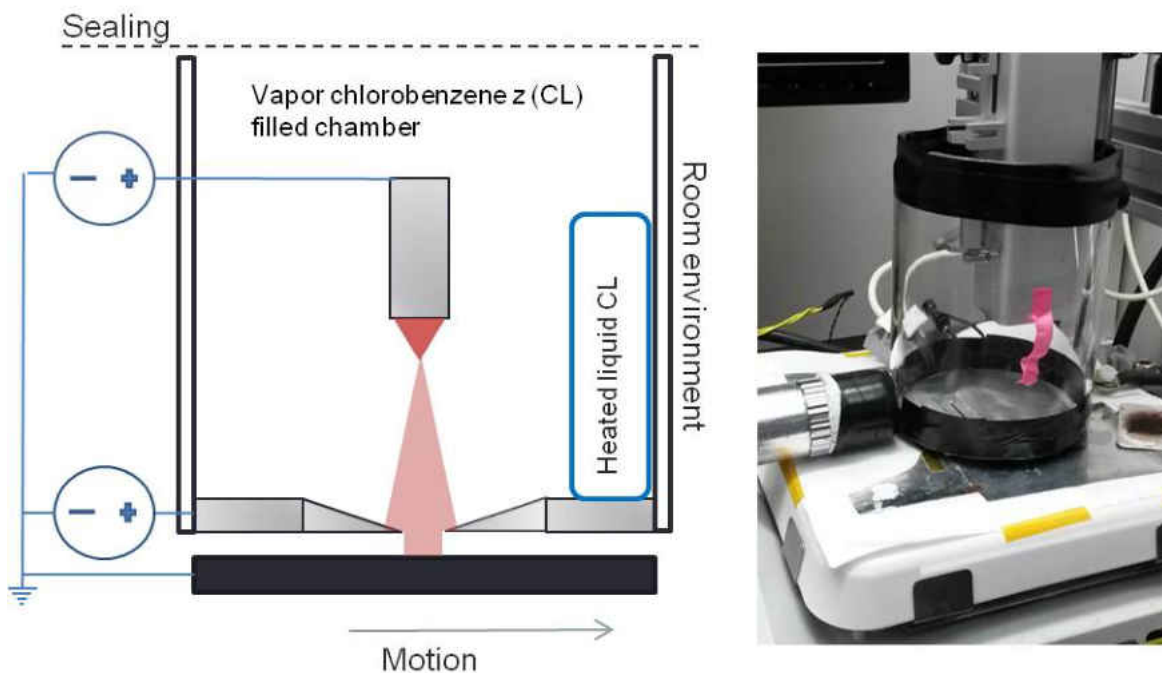 Sealing
Vapor chlorobenzene z (CL)
filled chamber
Room environment
Heated liquid CL
Motion